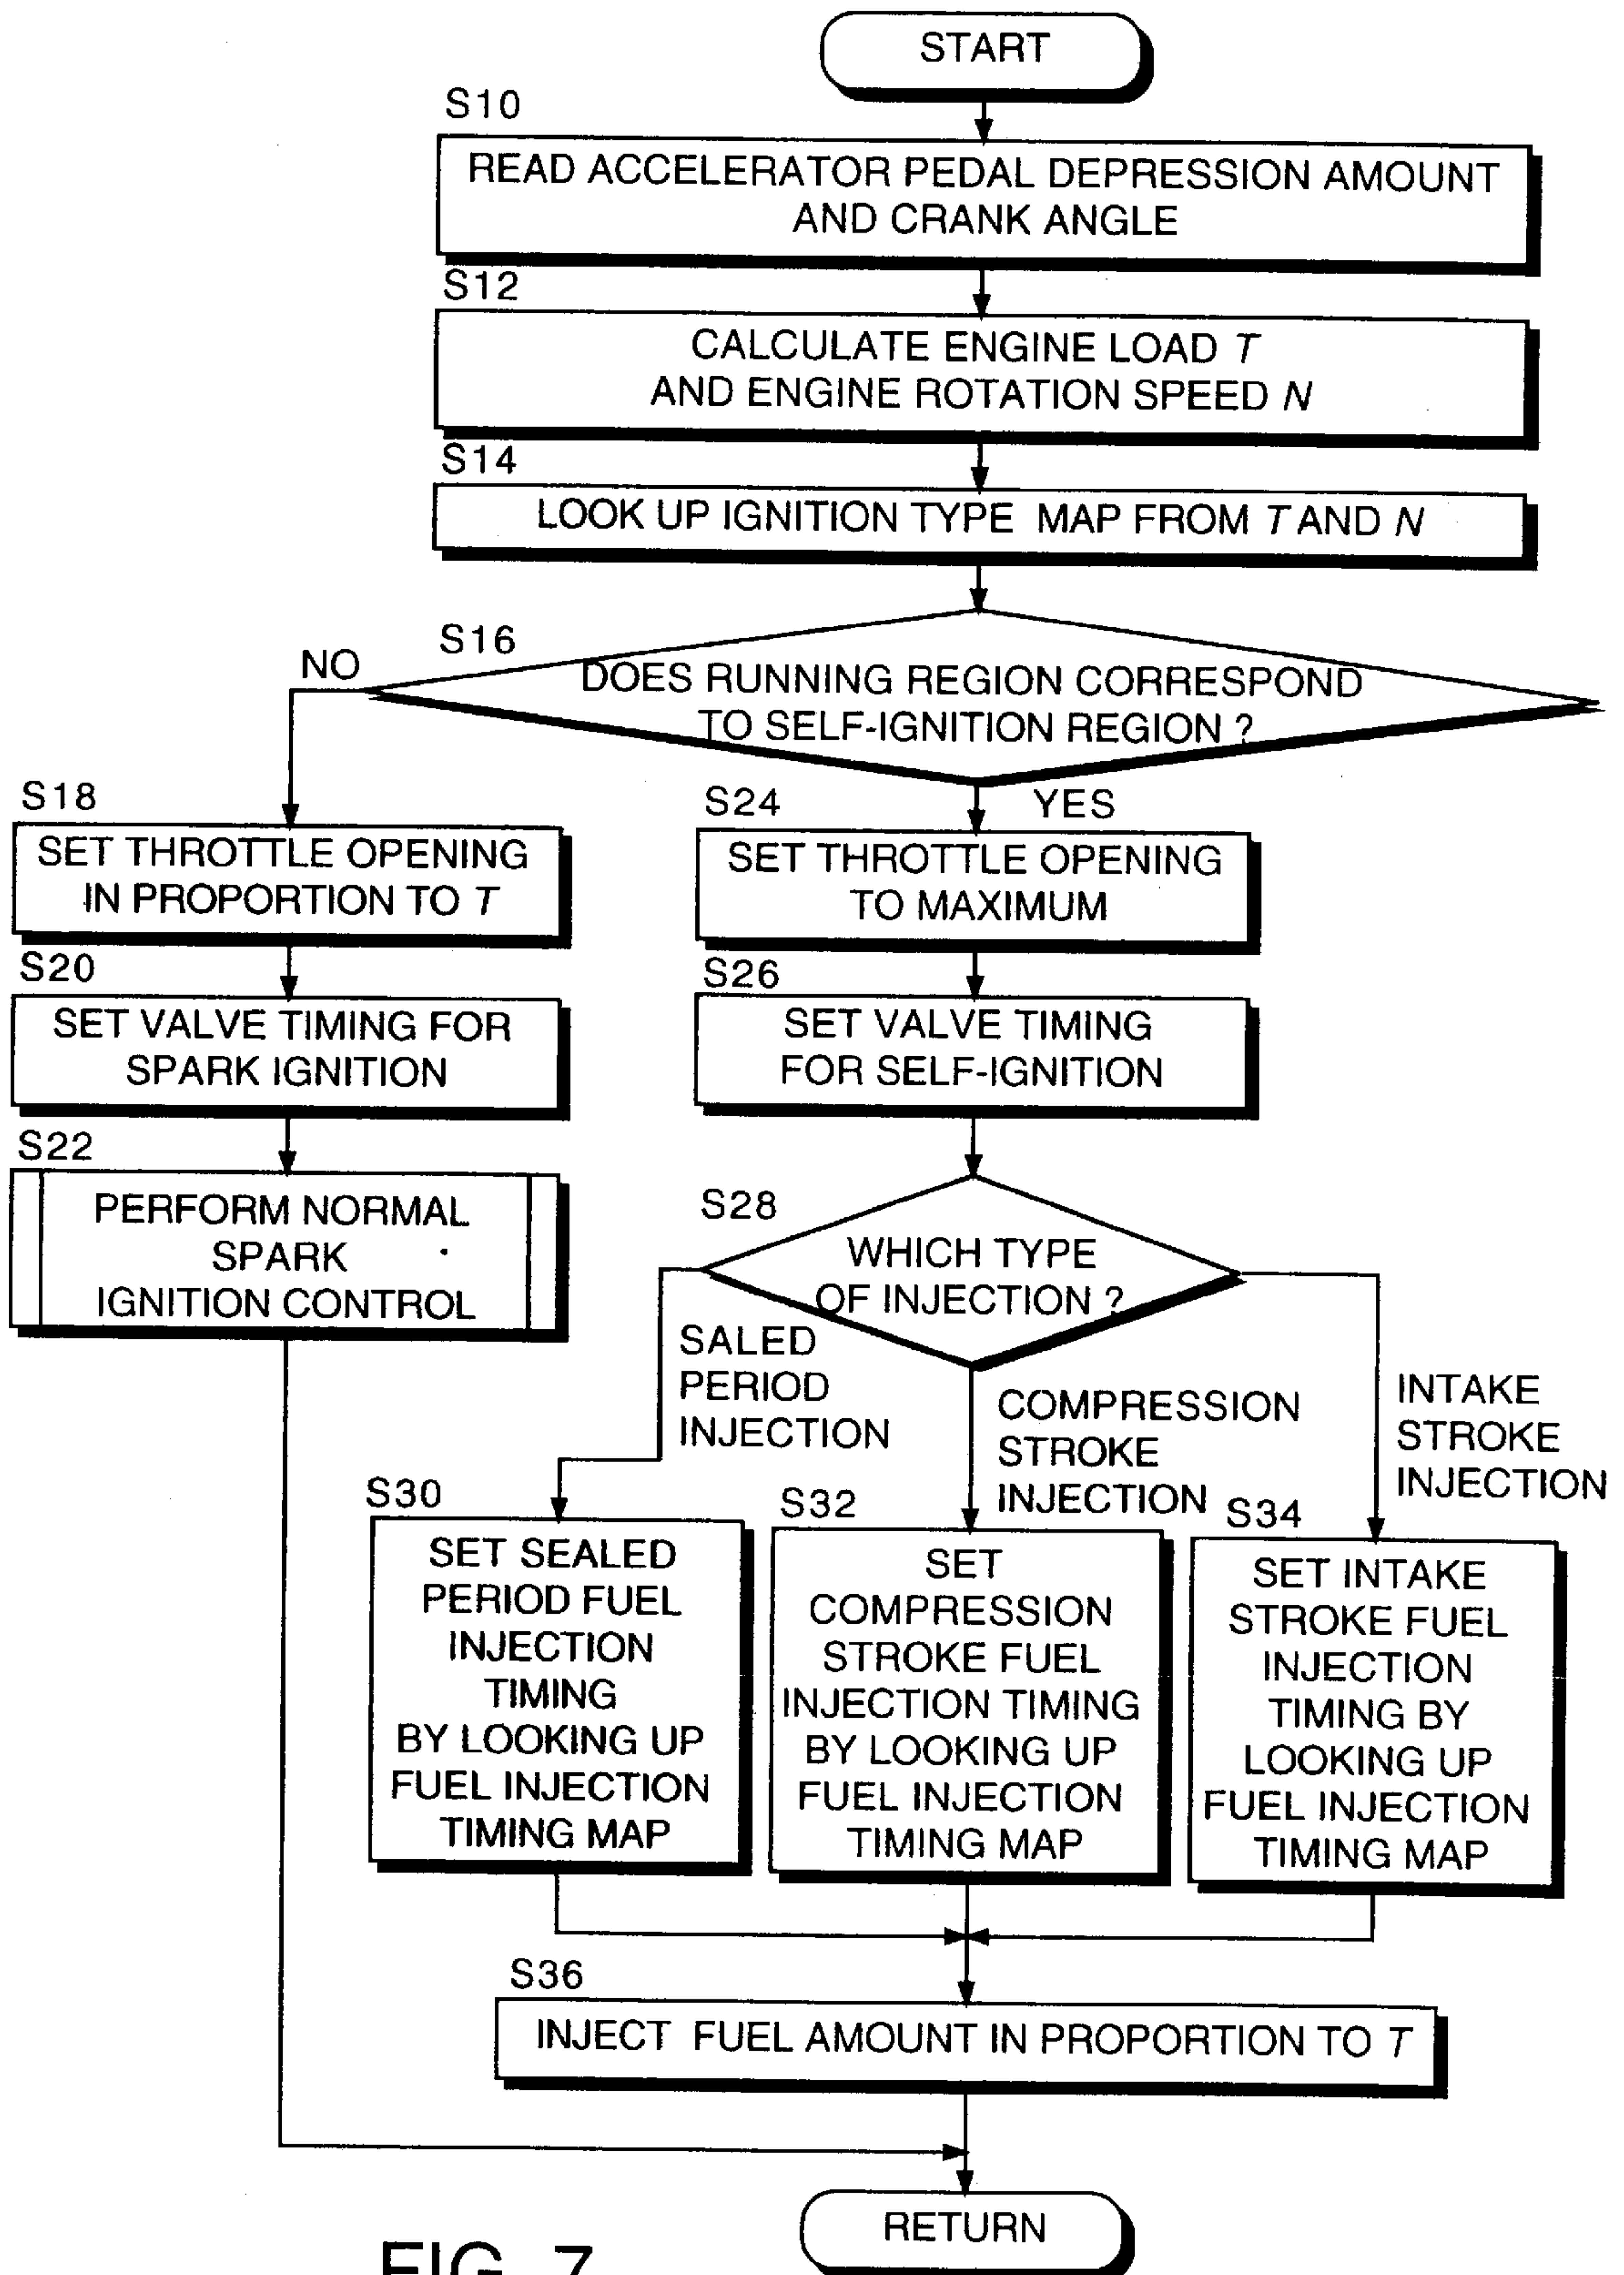 START
S10
READ ACCELERATOR PEDAL DEPRESSION AMOUNT
AND CRANK ANGLE
S12
CALCULATE ENGINE LOAD T
AND ENGINE ROTATION SPEED N
S14
LOOK UP IGNITION TYPE MAP FROM T AND N
S16
NO
DOES RUNNING REGION CORRESPOND
TO SELF-IGNITION REGION ?
YES
S18
SET THROTTLE OPENING
IN PROPORTION TO T
S20
SET VALVE TIMING FOR
SPARK IGNITION
S22
PERFORM NORMAL
SPARK
IGNITION CONTROL
S24
SET THROTTLE OPENING
TO MAXIMUM
S26
SET VALVE TIMING
FOR SELF-IGNITION
S28
WHICH TYPE
OF INJECTION ?
SALED
PERIOD
INJECTION
COMPRESSION
STROKE
INJECTION
INTAKE
STROKE
INJECTION
S30
SET SEALED
PERIOD FUEL
INJECTION
TIMING
BY LOOKING UP
FUEL INJECTION
TIMING MAP
S32
SET
COMPRESSION
STROKE FUEL
INJECTION TIMING
BY LOOKING UP
FUEL INJECTION
TIMING MAP
S34
SET INTAKE
STROKE FUEL
INJECTION
TIMING BY
LOOKING UP
FUEL INJECTION
TIMING MAP
S36
INJECT FUEL AMOUNT IN PROPORTION TO T
RETURN
FIG. 7